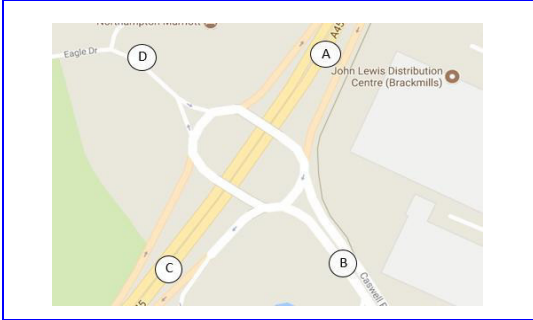 Northampton Marriott
A45
Eagle Dr
D
A
John Lewis Distribution
Centre (Brackmills)
B
C
Caswell